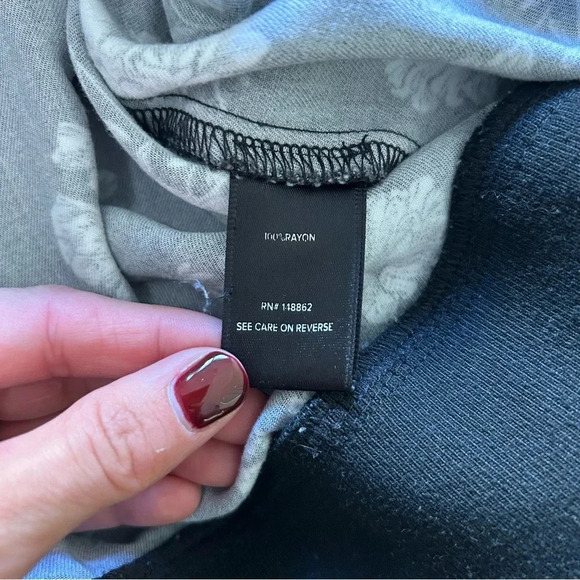 100% RAYON
RN# 148862
SEE CARE ON REVERSE